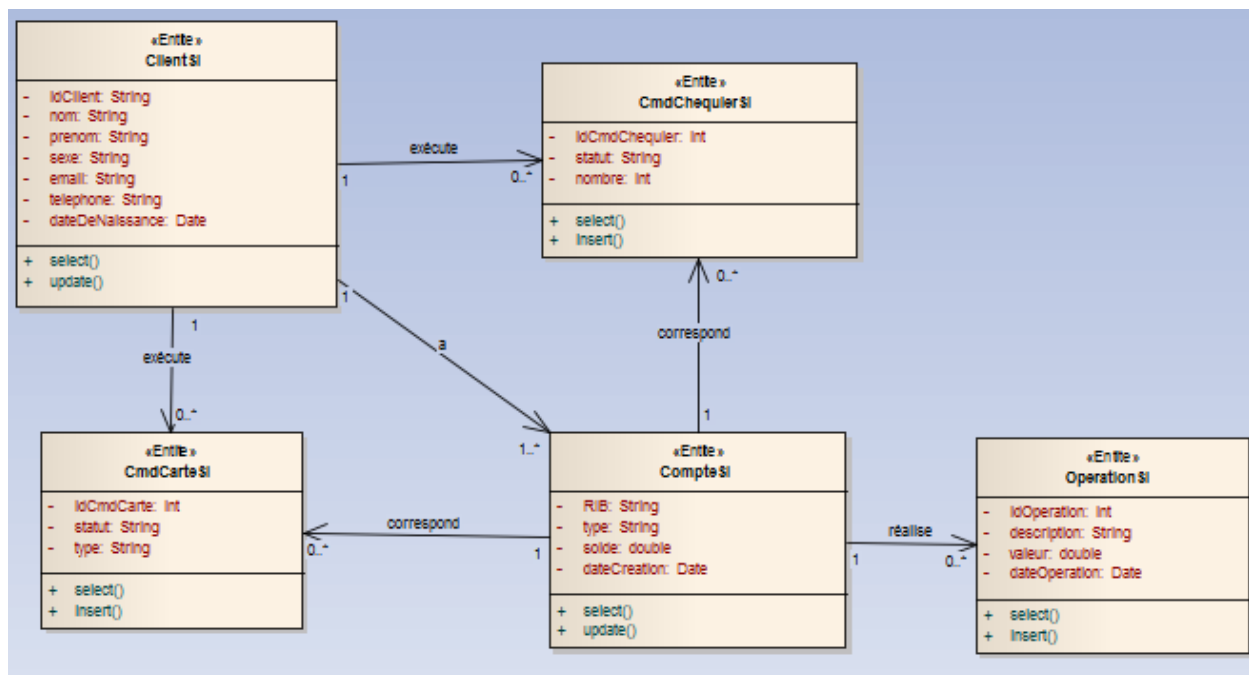 «Entite»
ClientSI
- idClient: String
- nom: String
- prenom: String
- sexe: String
- email: String
- telephone: String
- dateDeNaissance: Date
+ select()
+ update()
exécute
1
0..*
«Entite»
CmdChequierSI
- idCmdChequier: Int
- statut: String
- nombre: Int
+ select()
+ insert()
1
exécute
0..*
1
a
1..*
0..*
correspond
1
«Entite»
CmdCarteSI
- idCmdCarte: Int
- statut: String
- type: String
+ select()
+ insert()
correspond
0..*
1
«Entite»
CompteSI
- RIB: String
- type: String
- solde: double
- dateCreation: Date
+ select()
+ update()
réalise
1
0..*
«Entite»
OperationSI
- idOperation: Int
- description: String
- valeur: double
- dateOperation: Date
+ select()
+ insert()